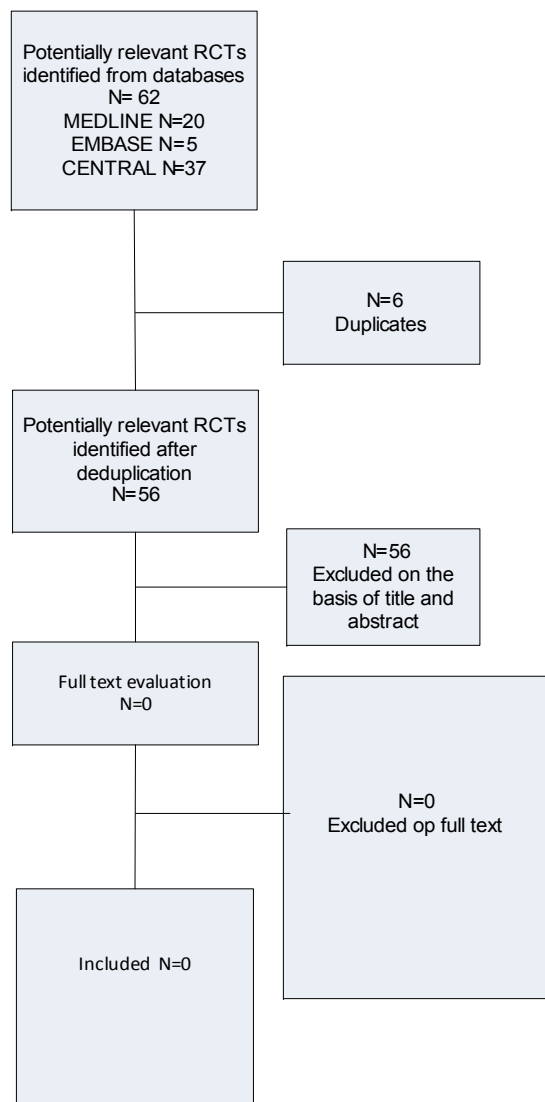 Potentially relevant RCTs
identified from databases
N= 62
MEDLINE N=20
EMBASE N=5
CENTRAL N=37
N=6
Duplicates
Potentially relevant RCTs
identified after
deduplication
N=56
N=56
Excluded on the
basis of title and
abstract
Full text evaluation
N=0
N=0
Excluded op full text
Included N=0